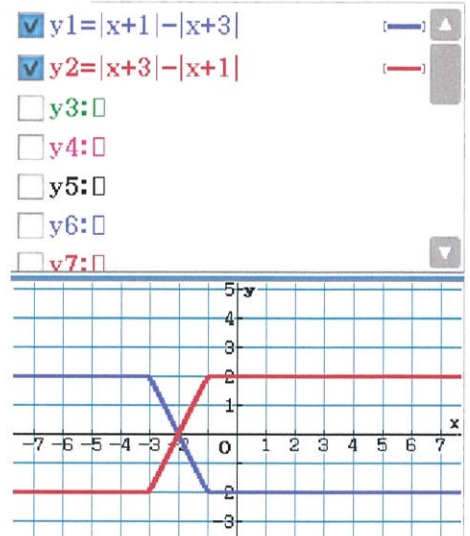 y1=|x+1|−|x+3|
y2=|x+3|−|x+1|
y3:▯
y4:▯
y5:▯
y6:▯
y7:▯
5 y
4
3
2
1
x
-7 -6 -5 -4 -3 0 1 2 3 4 5 6 7
-2
-3